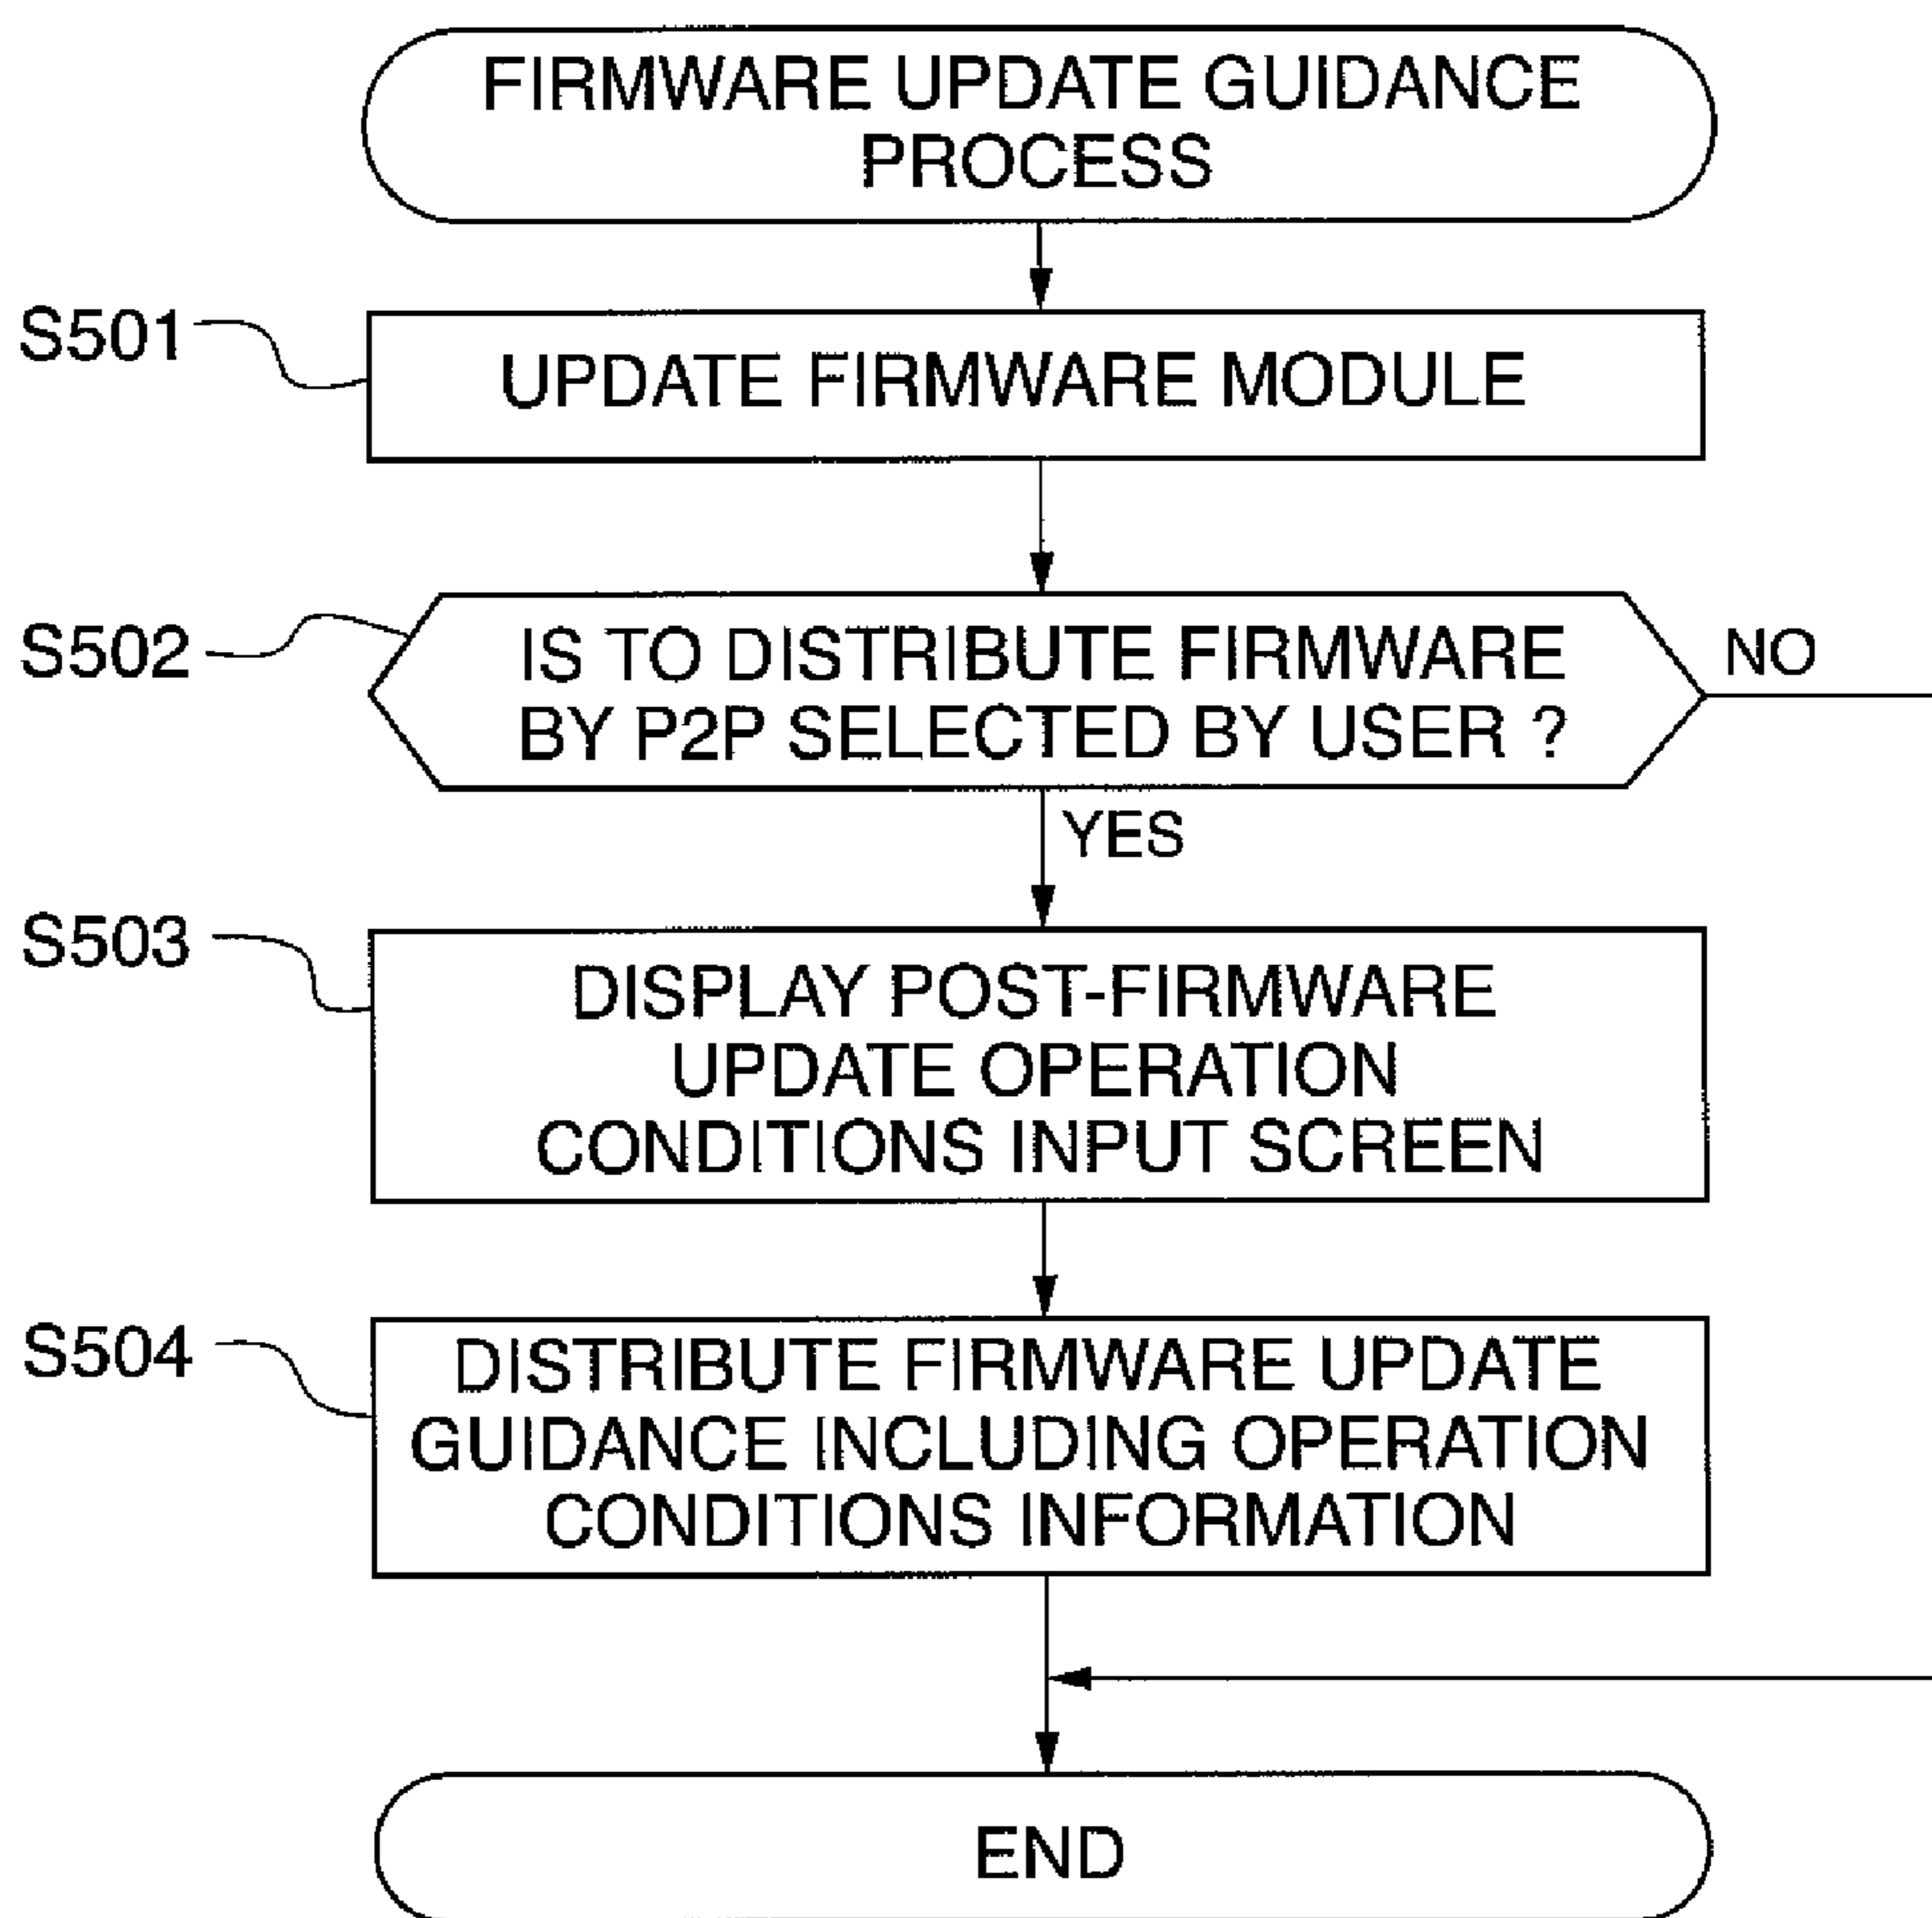 FIRMWARE UPDATE GUIDANCE
PROCESS
S501
UPDATE FIRMWARE MODULE
S502
IS TO DISTRIBUTE FIRMWARE
BY P2P SELECTED BY USER ?
NO
YES
S503
DISPLAY POST-FIRMWARE
UPDATE OPERATION
CONDITIONS INPUT SCREEN
S504
DISTRIBUTE FIRMWARE UPDATE
GUIDANCE INCLUDING OPERATION
CONDITIONS INFORMATION
END